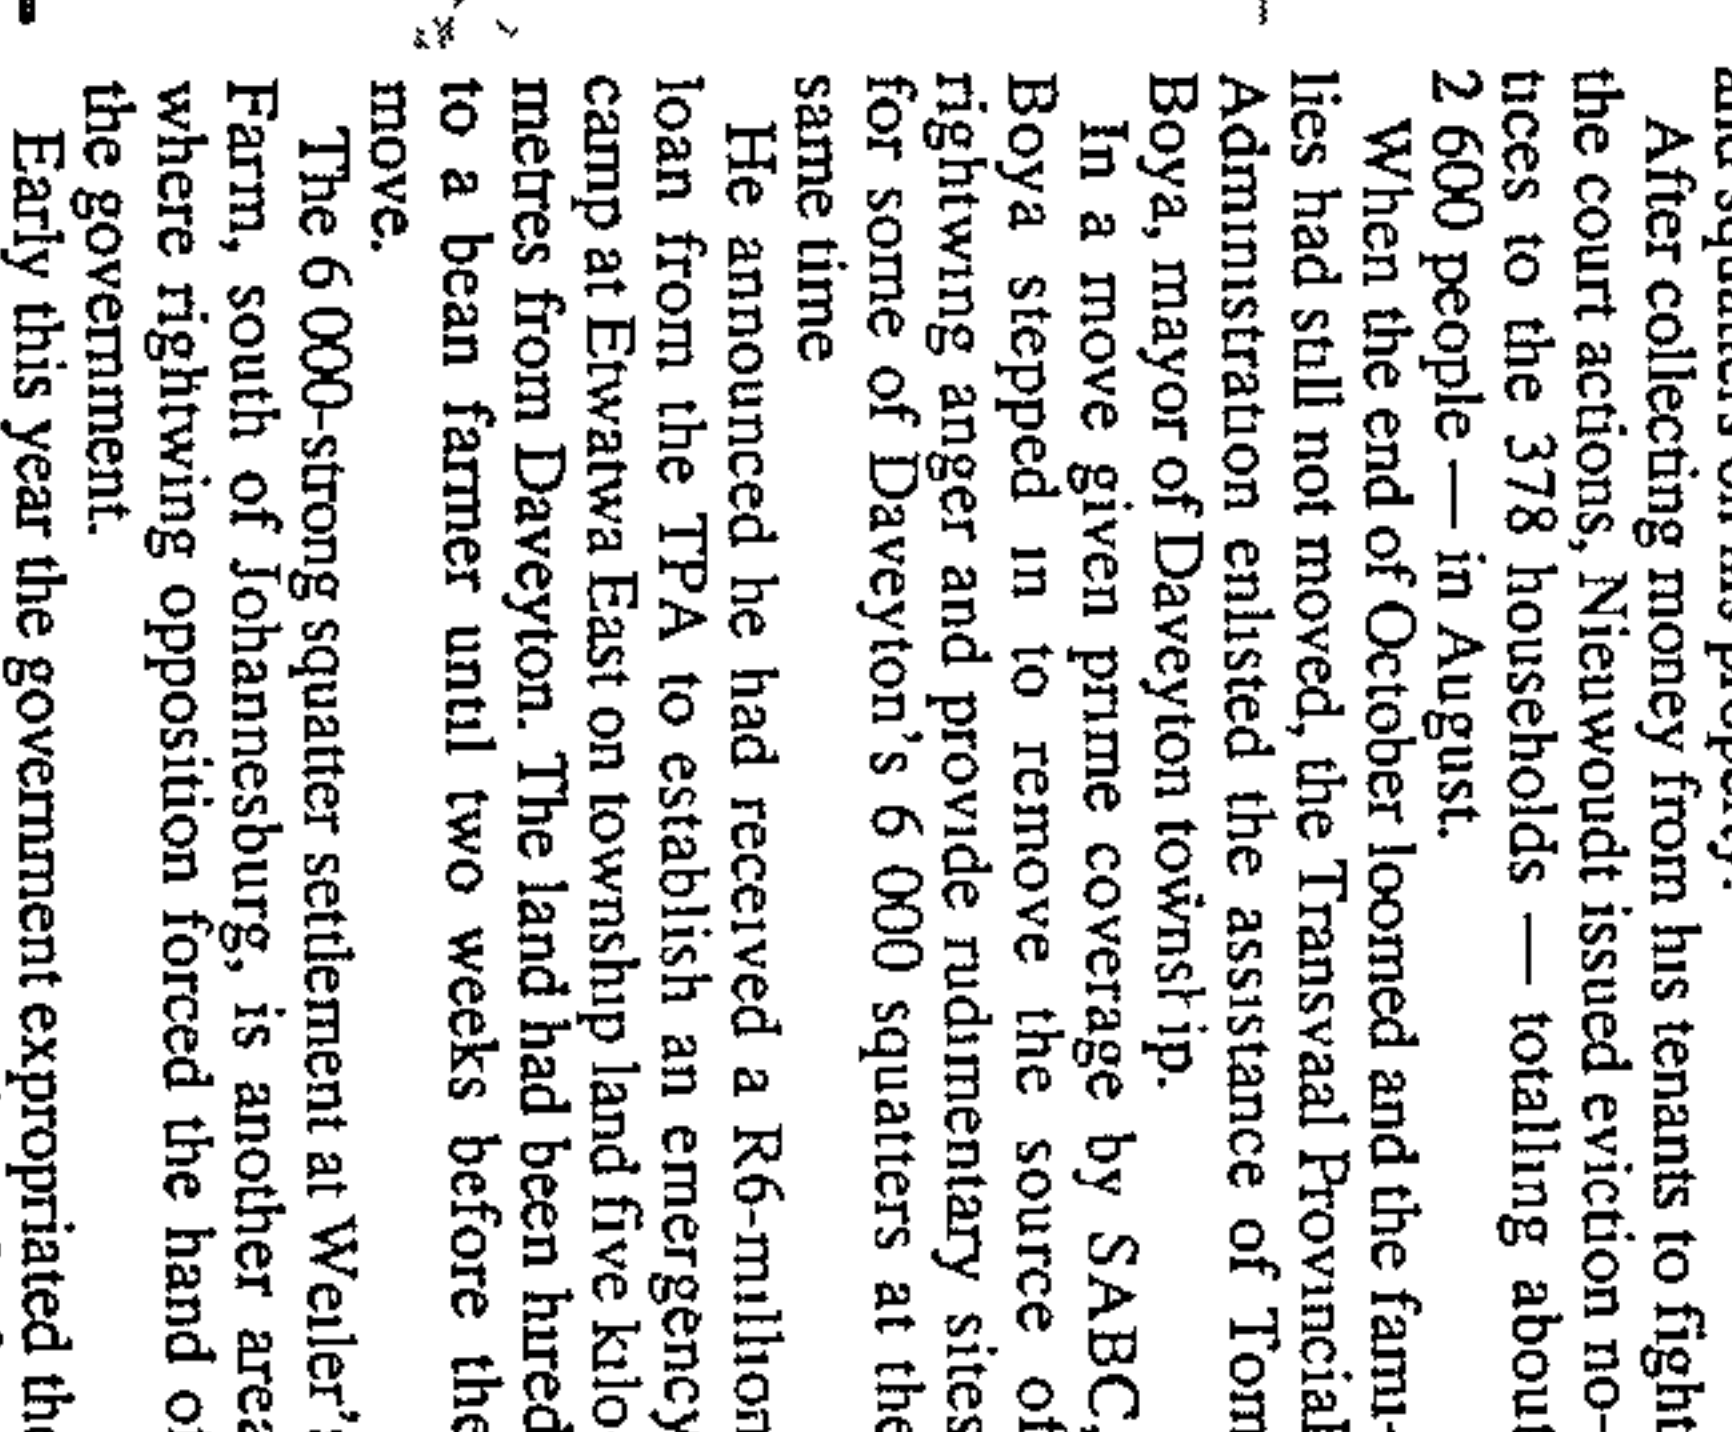 and squatters on his property.
After collecting money from his tenants to fight
the court actions, Nieuwoudt issued eviction no-
tices to the 378 households — totalling about
2 600 people — in August.
When the end of October loomed and the fami-
lies had still not moved, the Transvaal Provincial
Administration enlisted the assistance of Tom
Boya, mayor of Daveyton township.
In a move given prime coverage by SABC,
Boya stepped in to remove the source of
rightwing anger and provide rudimentary sites
for some of Daveyton's 6 000 squatters at the
same time
He announced he had received a R6-million
loan from the TPA to establish an emergency
camp at Etwatwa East on township land five kilo
metres from Daveyton. The land had been hired
to a bean farmer until two weeks before the
move.
The 6 000-strong squatter settlement at Weiler's
Farm, south of Johannesburg, is another area
where rightwing opposition forced the hand of
the government.
Early this year the government expropriated the